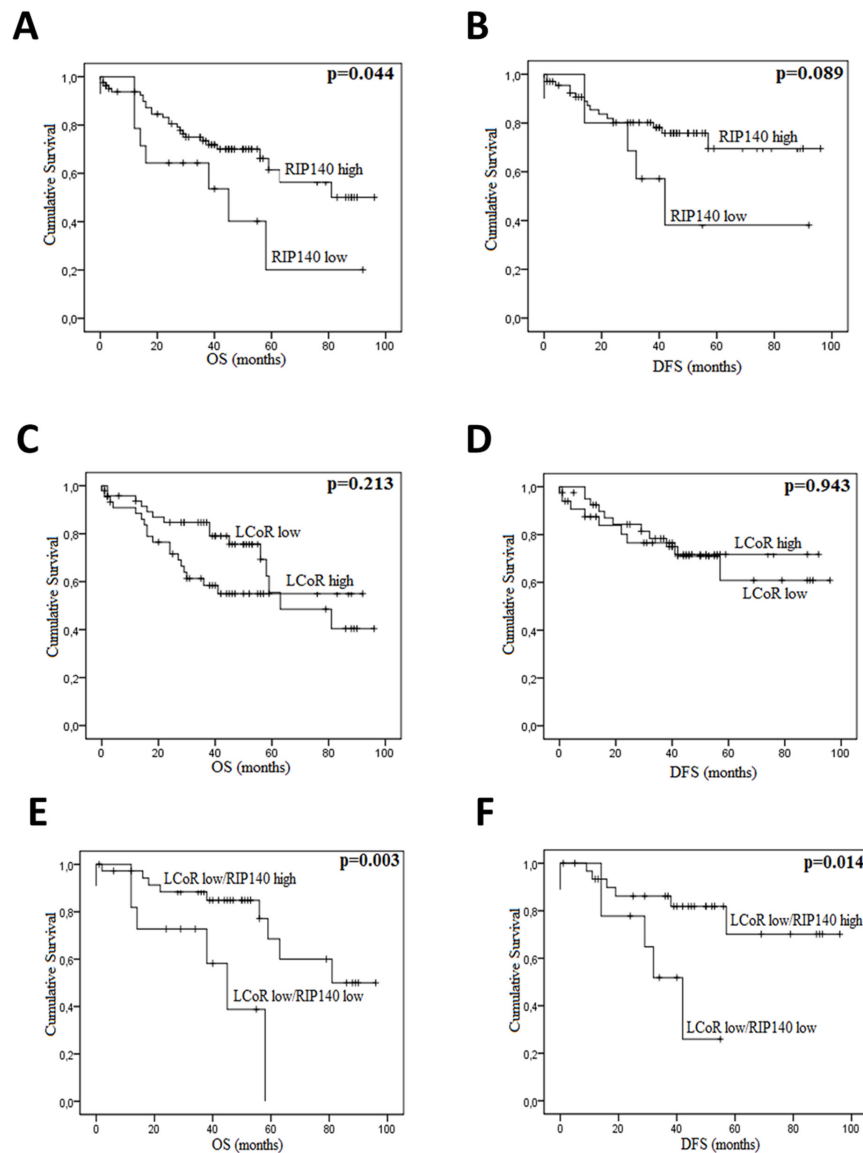 A
p=0.044
Cumulative Survival
1,0
0,8
0,6
0,4
0,2
0,0
RIP140 high
RIP140 low
0 20 40 60 80 100
OS (months)
B
p=0.089
Cumulative Survival
1,0
0,8
0,6
0,4
0,2
0,0
RIP140 high
RIP140 low
0 20 40 60 80 100
DFS (months)
C
p=0.213
Cumulative Survival
1,0
0,8
0,6
0,4
0,2
0,0
LCoR low
LCoR high
0 20 40 60 80 100
OS (months)
D
p=0.943
Cumulative Survival
1,0
0,8
0,6
0,4
0,2
0,0
LCoR high
LCoR low
0 20 40 60 80 100
DFS (months)
E
p=0.003
Cumulative Survival
1,0
0,8
0,6
0,4
0,2
0,0
LCoR low/RIP140 high
LCoR low/RIP140 low
0 20 40 60 80 100
OS (months)
F
p=0.014
Cumulative Survival
1,0
0,8
0,6
0,4
0,2
0,0
LCoR low/RIP140 high
LCoR low/RIP140 low
0 20 40 60 80 100
DFS (months)